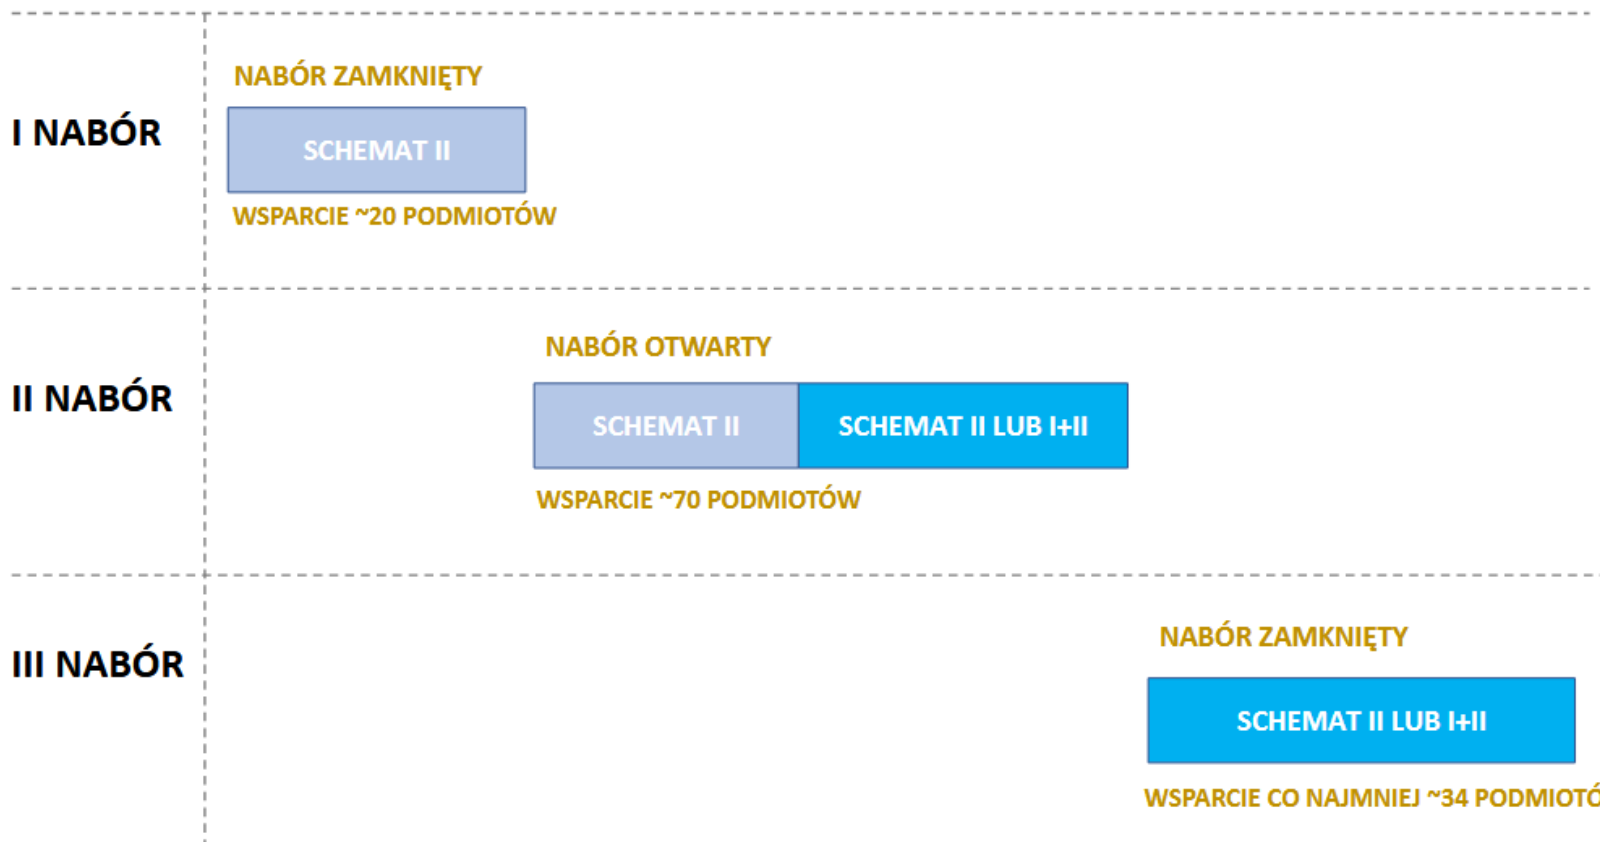 NABÓR ZAMKNIĘTY
I NABÓR
SCHEMAT II
WSPARCIE ~20 PODMIOTÓW
NABÓR OTWARTY
II NABÓR
SCHEMAT II
SCHEMAT II LUB I+II
WSPARCIE ~70 PODMIOTÓW
NABÓR ZAMKNIĘTY
III NABÓR
SCHEMAT II LUB I+II
WSPARCIE CO NAJMNIEJ ~34 PODMIOTÓ